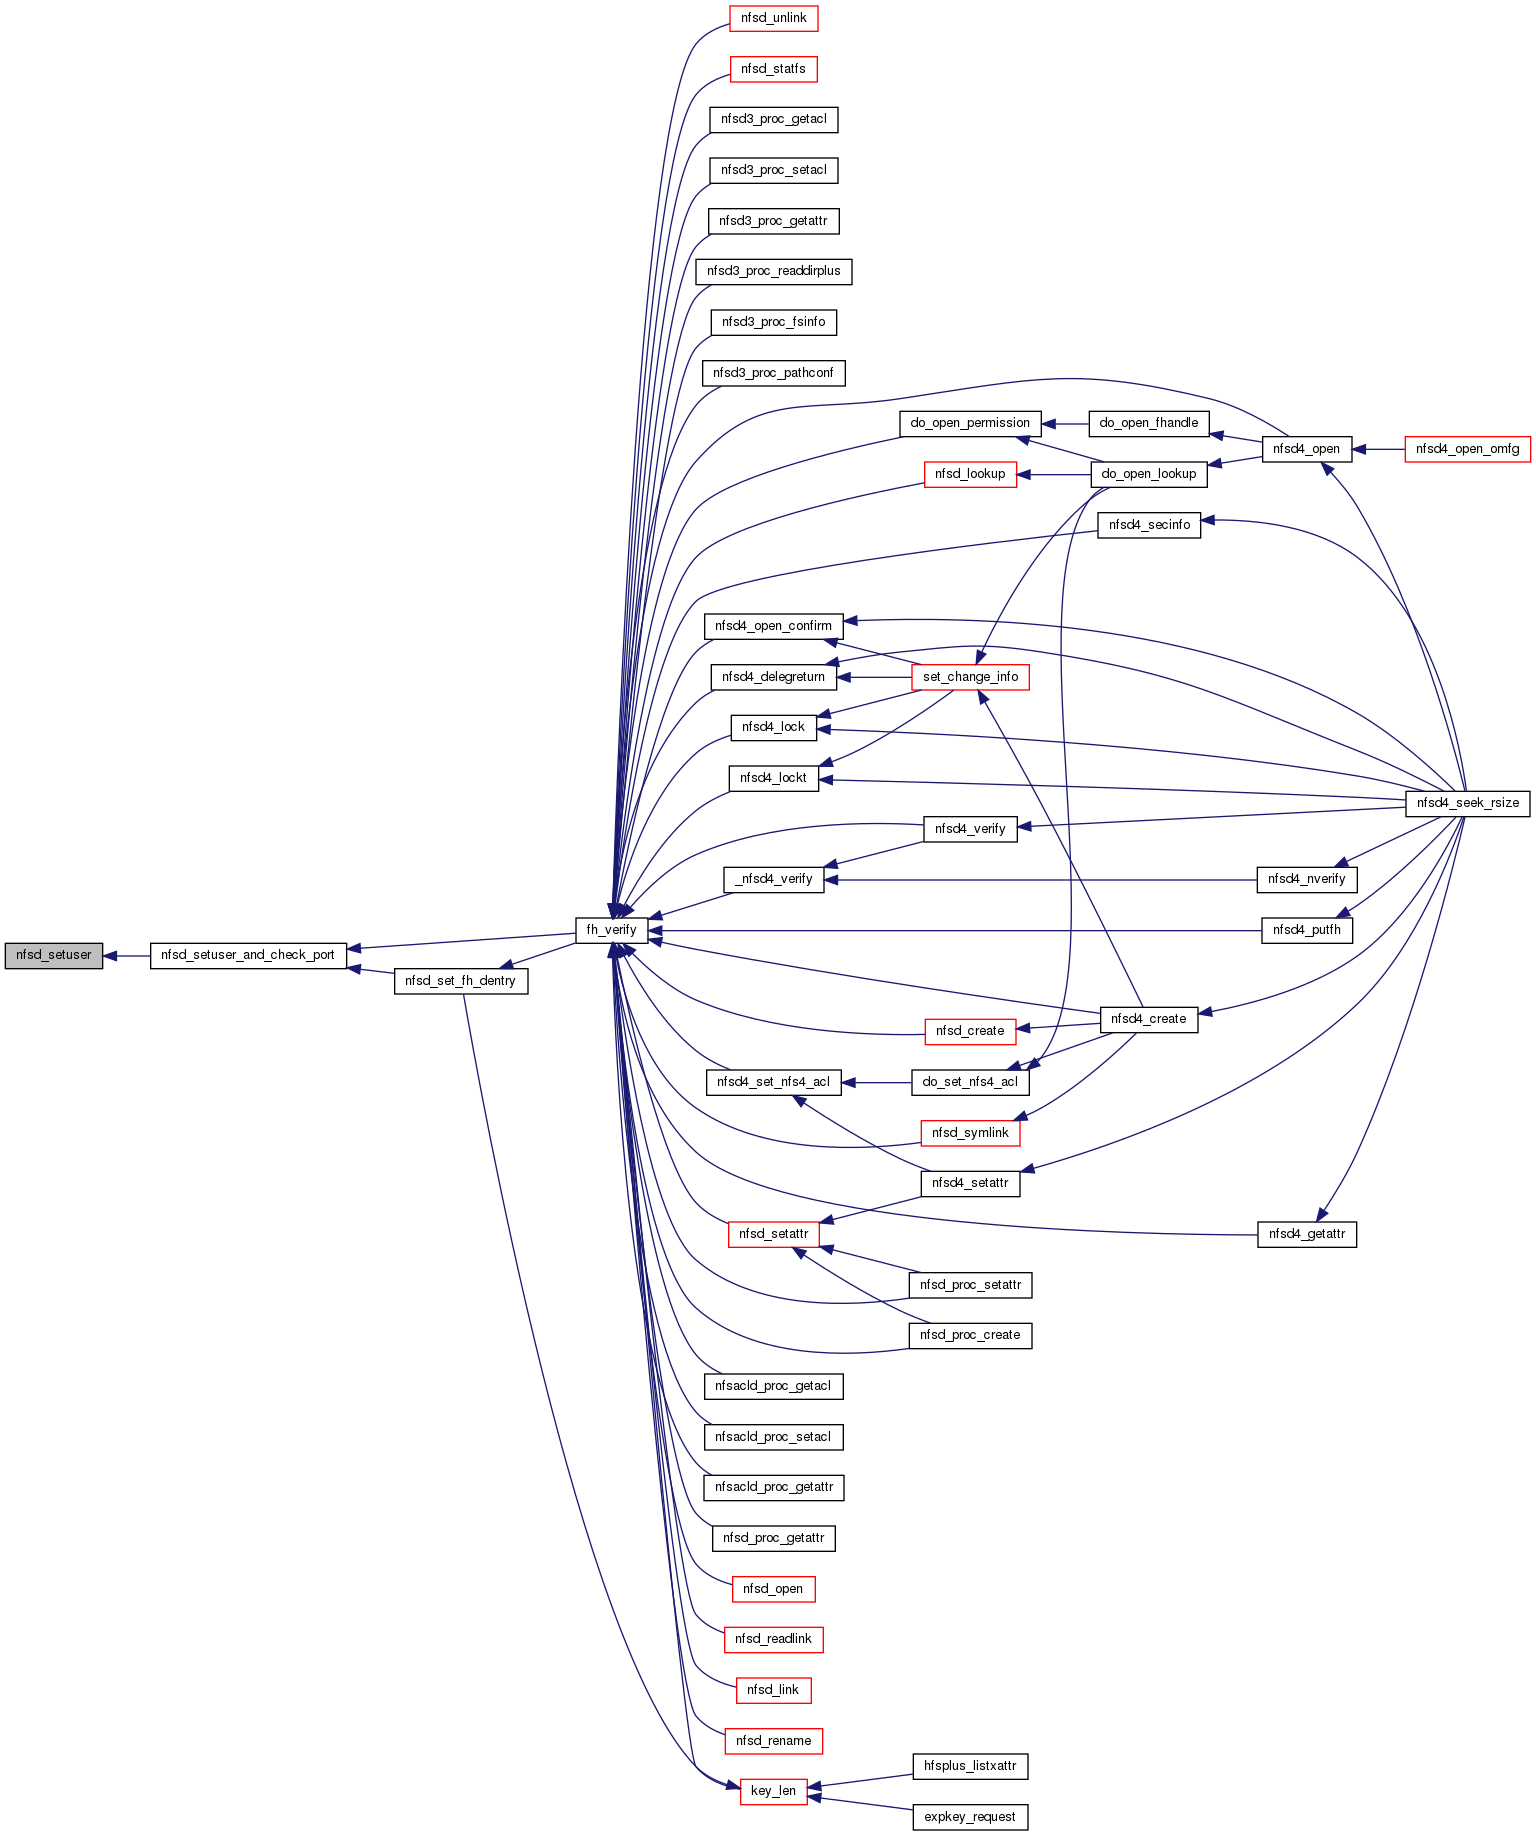 nfsd_unlink
nfsd_statfs
nfsd3_proc_getacl
nfsd3_proc_setacl
nfsd3_proc_getattr
nfsd3_proc_readdirplus
nfsd3_proc_fsinfo
nfsd3_proc_pathconf
do_open_permission
do_open_fhandle
nfsd4_open
nfsd4_open_omfg
nfsd_lookup
do_open_lookup
nfsd4_secinfo
nfsd4_open_confirm
nfsd4_delegreturn
set_change_info
nfsd4_lock
nfsd4_lockt
nfsd4_seek_rsize
nfsd4_verify
_nfsd4_verify
nfsd4_nverify
fh_verify
nfsd4_putfh
nfsd_setuser
nfsd_setuser_and_check_port
nfsd_set_fh_dentry
nfsd4_create
nfsd_create
nfsd4_set_nfs4_acl
do_set_nfs4_acl
nfsd_symlink
nfsd4_setattr
nfsd_setattr
nfsd4_getattr
nfsd_proc_setattr
nfsd_proc_create
nfsacld_proc_getacl
nfsacld_proc_setacl
nfsacld_proc_getattr
nfsd_proc_getattr
nfsd_open
nfsd_readlink
nfsd_link
nfsd_rename
hfsplus_listxattr
key_len
expkey_request